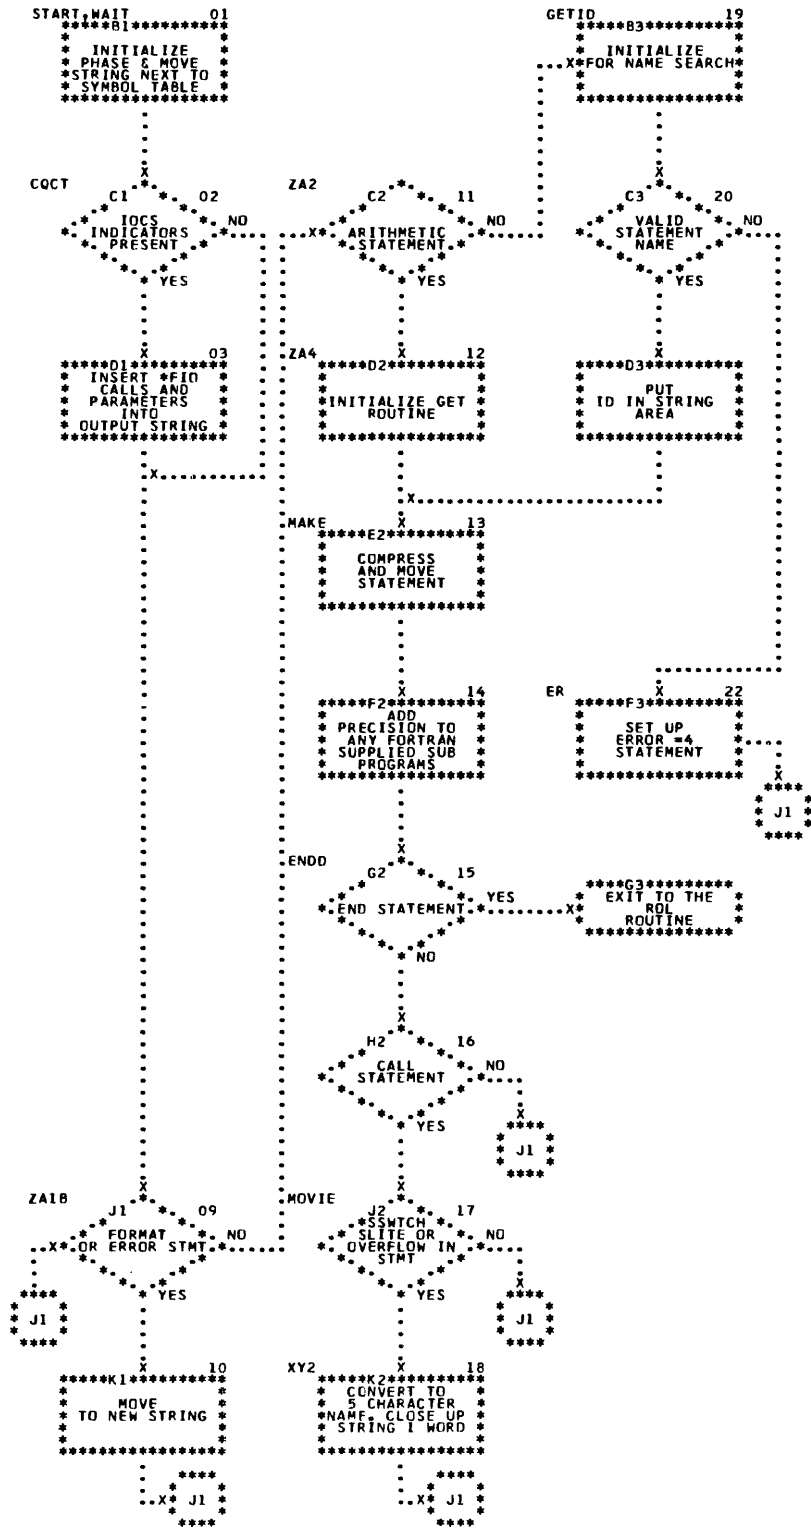 START,WAIT 01
B1
INITIALIZE
PHASE & MOVE
STRING NEXT TO
SYMBOL TABLE
GETID 19
B3
INITIALIZE
FOR NAME SEARCH
CQCT
C1 02
IOCS
INDICATORS
PRESENT
NO
YES
ZA2
C2 11
ARITHMETIC
STATEMENT
NO
YES
C3 20
VALID
STATEMENT
NAME
NO
YES
D1 03
INSERT *FIO
CALLS AND
PARAMETERS
INTO
OUTPUT STRING
ZA4 12
D2
INITIALIZE GET
ROUTINE
D3
PUT
ID IN STRING
AREA
MAKE 13
E2
COMPRESS
AND MOVE
STATEMENT
14
F2
ADD
PRECISION TO
ANY FORTRAN
SUPPLIED SUB
PROGRAMS
ER 22
F3
SET UP
ERROR =4
STATEMENT
J1
ENDD
G2 15
END STATEMENT
YES
NO
G3
EXIT TO THE
ROL
ROUTINE
H2 16
CALL
STATEMENT
NO
YES
J1
ZA1B
J1 09
FORMAT
OR ERROR STMT
NO
YES
J1
MOVIE
J2 17
SSWTCH
SLITE OR
OVERFLOW IN
STMT
NO
YES
J1
10
K1
MOVE
TO NEW STRING
J1
XY2 18
K2
CONVERT TO
5 CHARACTER
NAME. CLOSE UP
STRING 1 WORD
J1